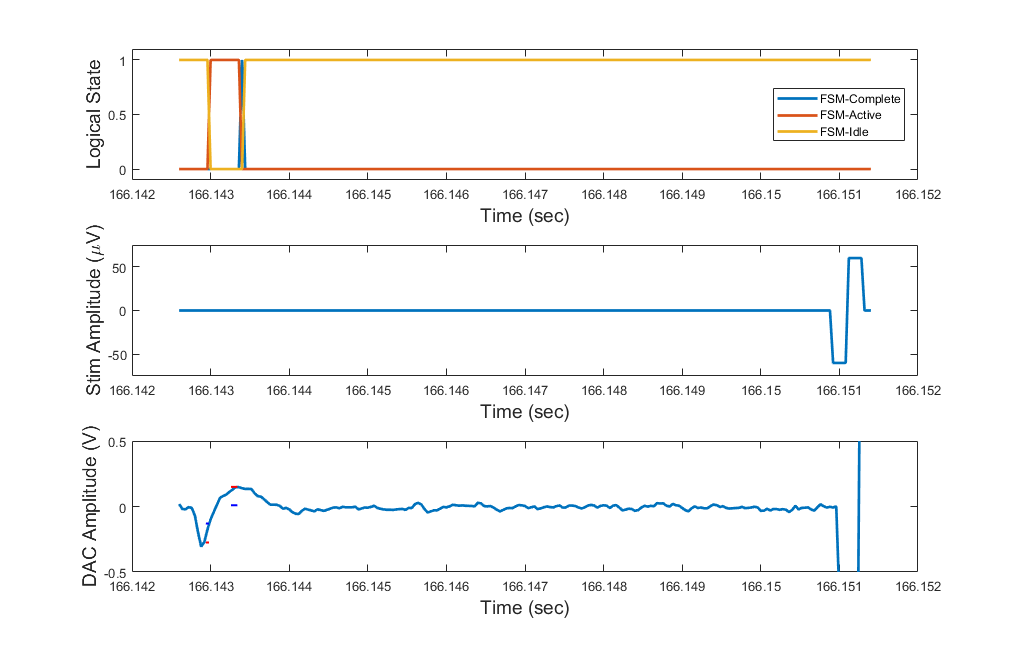 Logical State
1
0.5
0
FSM-Complete
FSM-Active
FSM-Idle
166.142 166.143 166.144 166.145 166.146 166.147 166.148 166.149 166.15 166.151 166.152
Time (sec)
Stim Amplitude (μV)
50
0
-50
166.142 166.143 166.144 166.145 166.146 166.147 166.148 166.149 166.15 166.151 166.152
Time (sec)
DAC Amplitude (V)
0.5
0
-0.5
166.142 166.143 166.144 166.145 166.146 166.147 166.148 166.149 166.15 166.151 166.152
Time (sec)